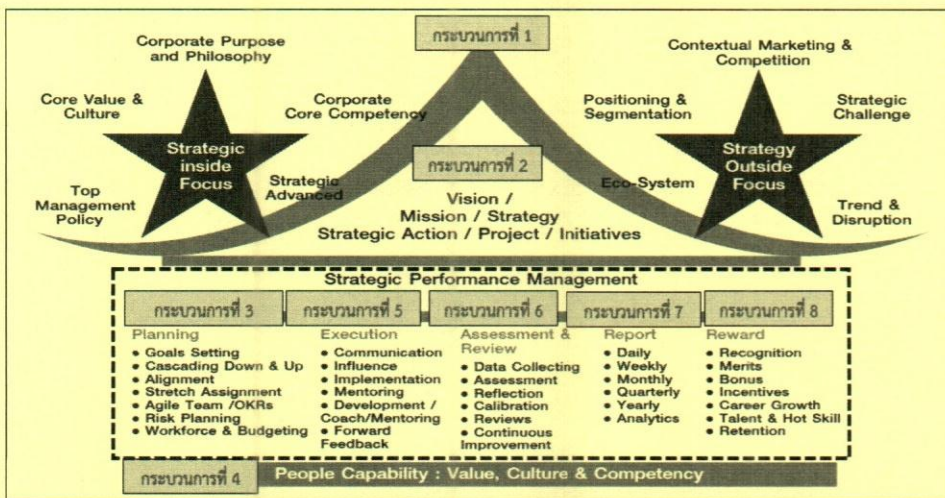 กระบวนการที่ 1
Corporate Purpose
and Philosophy
Core Value &
Culture
Corporate
Core Competency
Strategic
inside
Focus
Top
Management
Policy
Strategic
Advanced
Contextual Marketing &
Competition
Positioning &
Segmentation
Strategic
Challenge
Strategy
Outside
Focus
Eco-System
Trend &
Disruption
กระบวนการที่ 2
Vision /
Mission / Strategy
Strategic Action / Project / Initiatives
Strategic Performance Management
กระบวนการที่ 3
Planning
• Goals Setting
• Cascading Down & Up
• Alignment
• Stretch Assignment
• Agile Team /OKRs
• Risk Planning
• Workforce & Budgeting
กระบวนการที่ 5
Execution
• Communication
• Influence
• Implementation
• Mentoring
• Development /
Coach/Mentoring
• Forward
Feedback
กระบวนการที่ 6
Assessment &
Review
• Data Collecting
• Assessment
• Reflection
• Calibration
• Reviews
• Continuous
Improvement
กระบวนการที่ 7
Report
• Daily
• Weekly
• Monthly
• Quarterly
• Yearly
• Analytics
กระบวนการที่ 8
Reward
• Recognition
• Merits
• Bonus
• Incentives
• Career Growth
• Talent & Hot Skill
• Retention
กระบวนการที่ 4
People Capability : Value, Culture & Competency